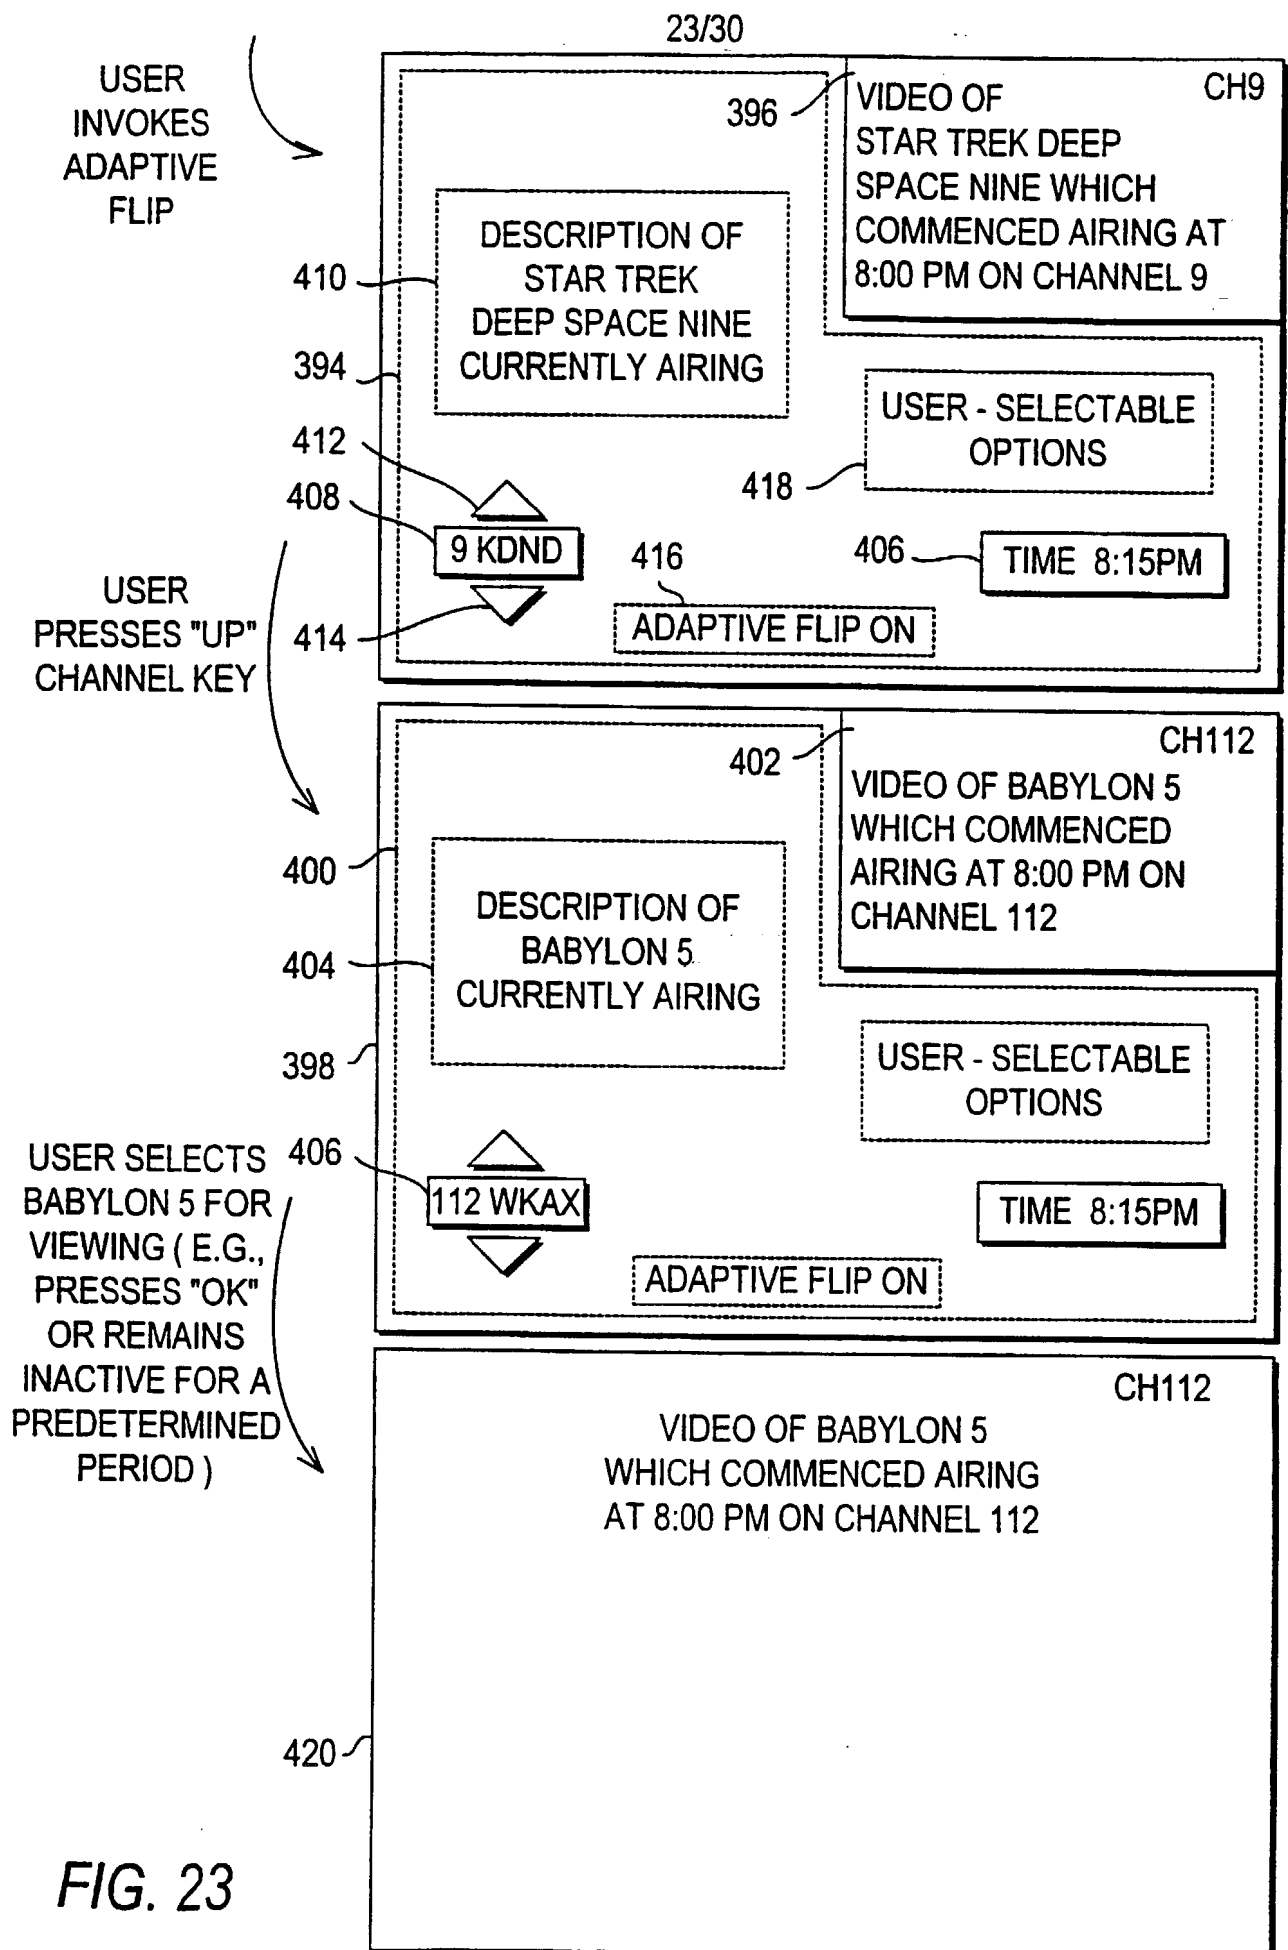 23/30
USER
INVOKES
ADAPTIVE
FLIP
396
CH9
VIDEO OF
STAR TREK DEEP
SPACE NINE WHICH
COMMENCED AIRING AT
8:00 PM ON CHANNEL 9
410
DESCRIPTION OF
STAR TREK
DEEP SPACE NINE
CURRENTLY AIRING
394
USER - SELECTABLE
OPTIONS
412
418
408
9 KDND
406
TIME 8:15PM
416
414
ADAPTIVE FLIP ON
USER
PRESSES "UP"
CHANNEL KEY
402
CH112
VIDEO OF BABYLON 5
WHICH COMMENCED
AIRING AT 8:00 PM ON
CHANNEL 112
400
DESCRIPTION OF
BABYLON 5
CURRENTLY AIRING
404
398
USER - SELECTABLE
OPTIONS
406
112 WKAX
TIME 8:15PM
ADAPTIVE FLIP ON
USER SELECTS
BABYLON 5 FOR
VIEWING ( E.G.,
PRESSES "OK"
OR REMAINS
INACTIVE FOR A
PREDETERMINED
PERIOD )
CH112
VIDEO OF BABYLON 5
WHICH COMMENCED AIRING
AT 8:00 PM ON CHANNEL 112
420
FIG. 23